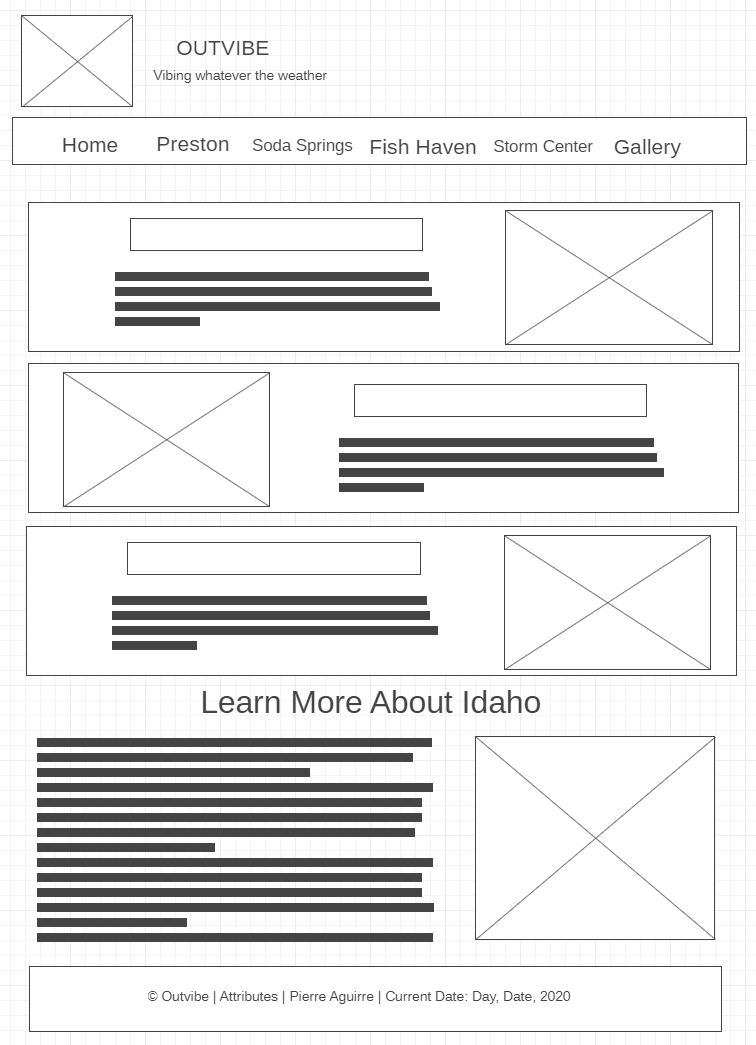 OUTVIBE
Vibing whatever the weather
Home Preston Soda Springs Fish Haven Storm Center Gallery
Learn More About Idaho
© Outvibe | Attributes | Pierre Aguirre | Current Date: Day, Date, 2020